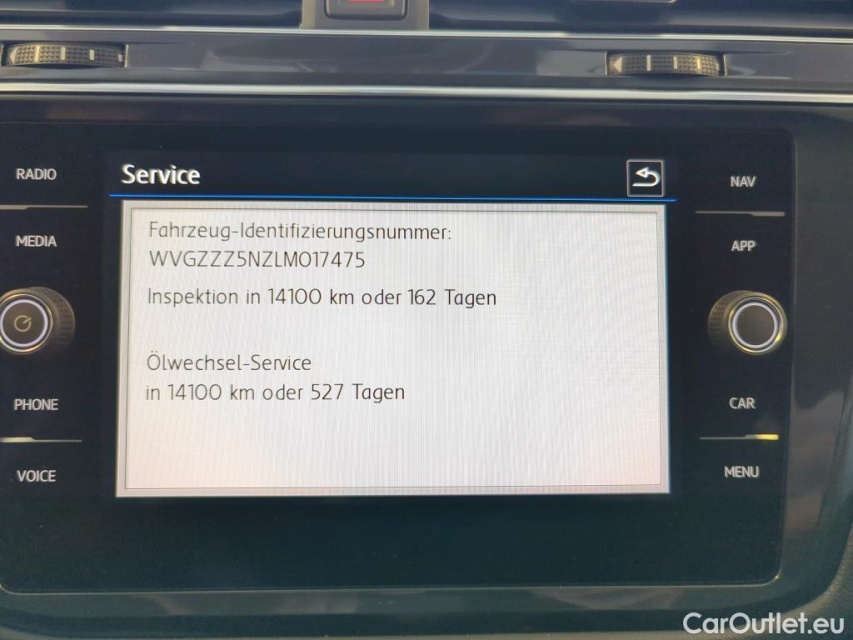 RADIO
MEDIA
PHONE
VOICE
Service
Fahrzeug-Identifizierungsnummer:
WVGZZZ5NZLM017475
Inspektion in 14100 km oder 162 Tagen
Ölwechsel-Service
in 14100 km oder 527 Tagen
NAV
APP
CAR
MENU
CarOutlet.eu